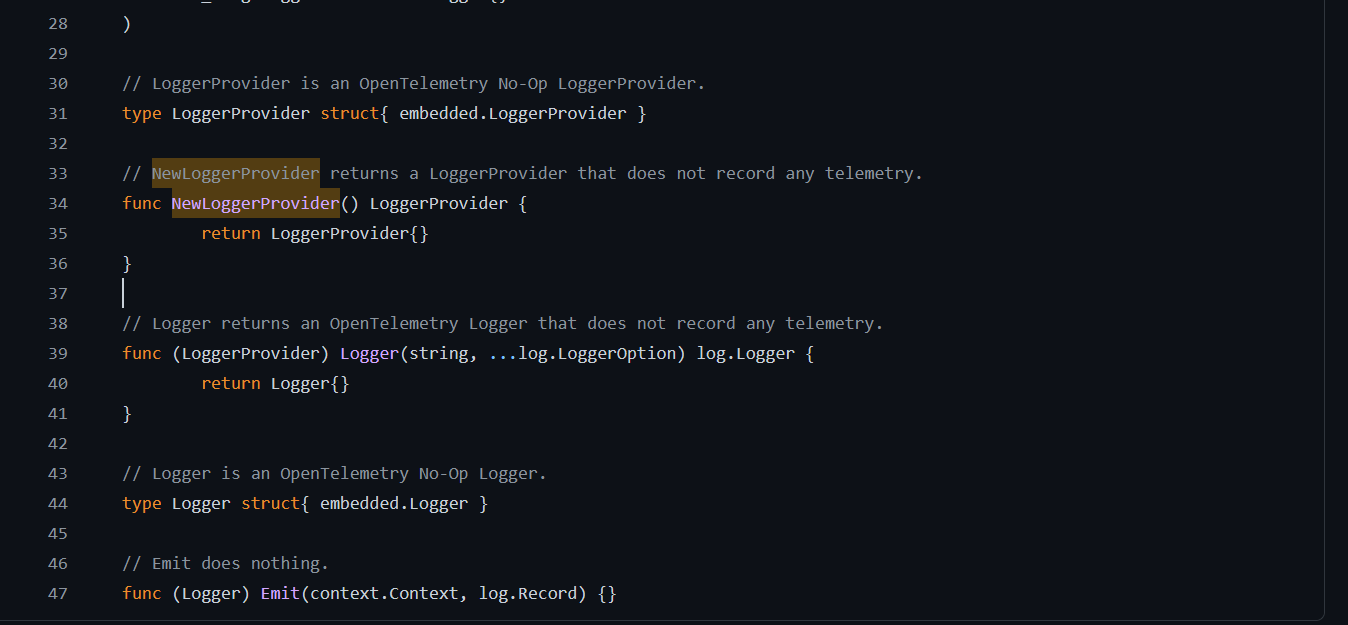 28 )
29
30 // LoggerProvider is an OpenTelemetry No-Op LoggerProvider.
31 type LoggerProvider struct{ embedded.LoggerProvider }
32
33 // NewLoggerProvider returns a LoggerProvider that does not record any telemetry.
34 func NewLoggerProvider() LoggerProvider {
35 return LoggerProvider{}
36 }
37
38 // Logger returns an OpenTelemetry Logger that does not record any telemetry.
39 func (LoggerProvider) Logger(string, ...log.LoggerOption) log.Logger {
40 return Logger{}
41 }
42
43 // Logger is an OpenTelemetry No-Op Logger.
44 type Logger struct{ embedded.Logger }
45
46 // Emit does nothing.
47 func (Logger) Emit(context.Context, log.Record) {}